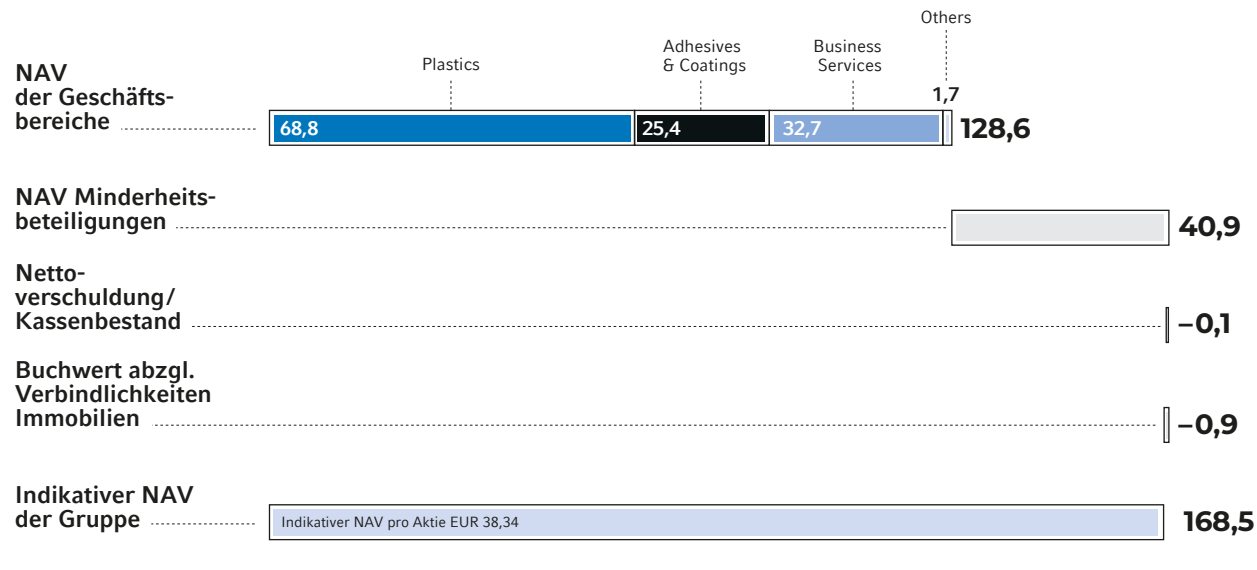 Others
Plastics
Adhesives
& Coatings
Business
Services
NAV
der Geschäfts-
bereiche
68,8
25,4
32,7
1,7
128,6
NAV Minderheits-
beteiligungen
40,9
Netto-
verschuldung/
Kassenbestand
–0,1
Buchwert abzgl.
Verbindlichkeiten
Immobilien
–0,9
Indikativer NAV
der Gruppe
Indikativer NAV pro Aktie EUR 38,34
168,5